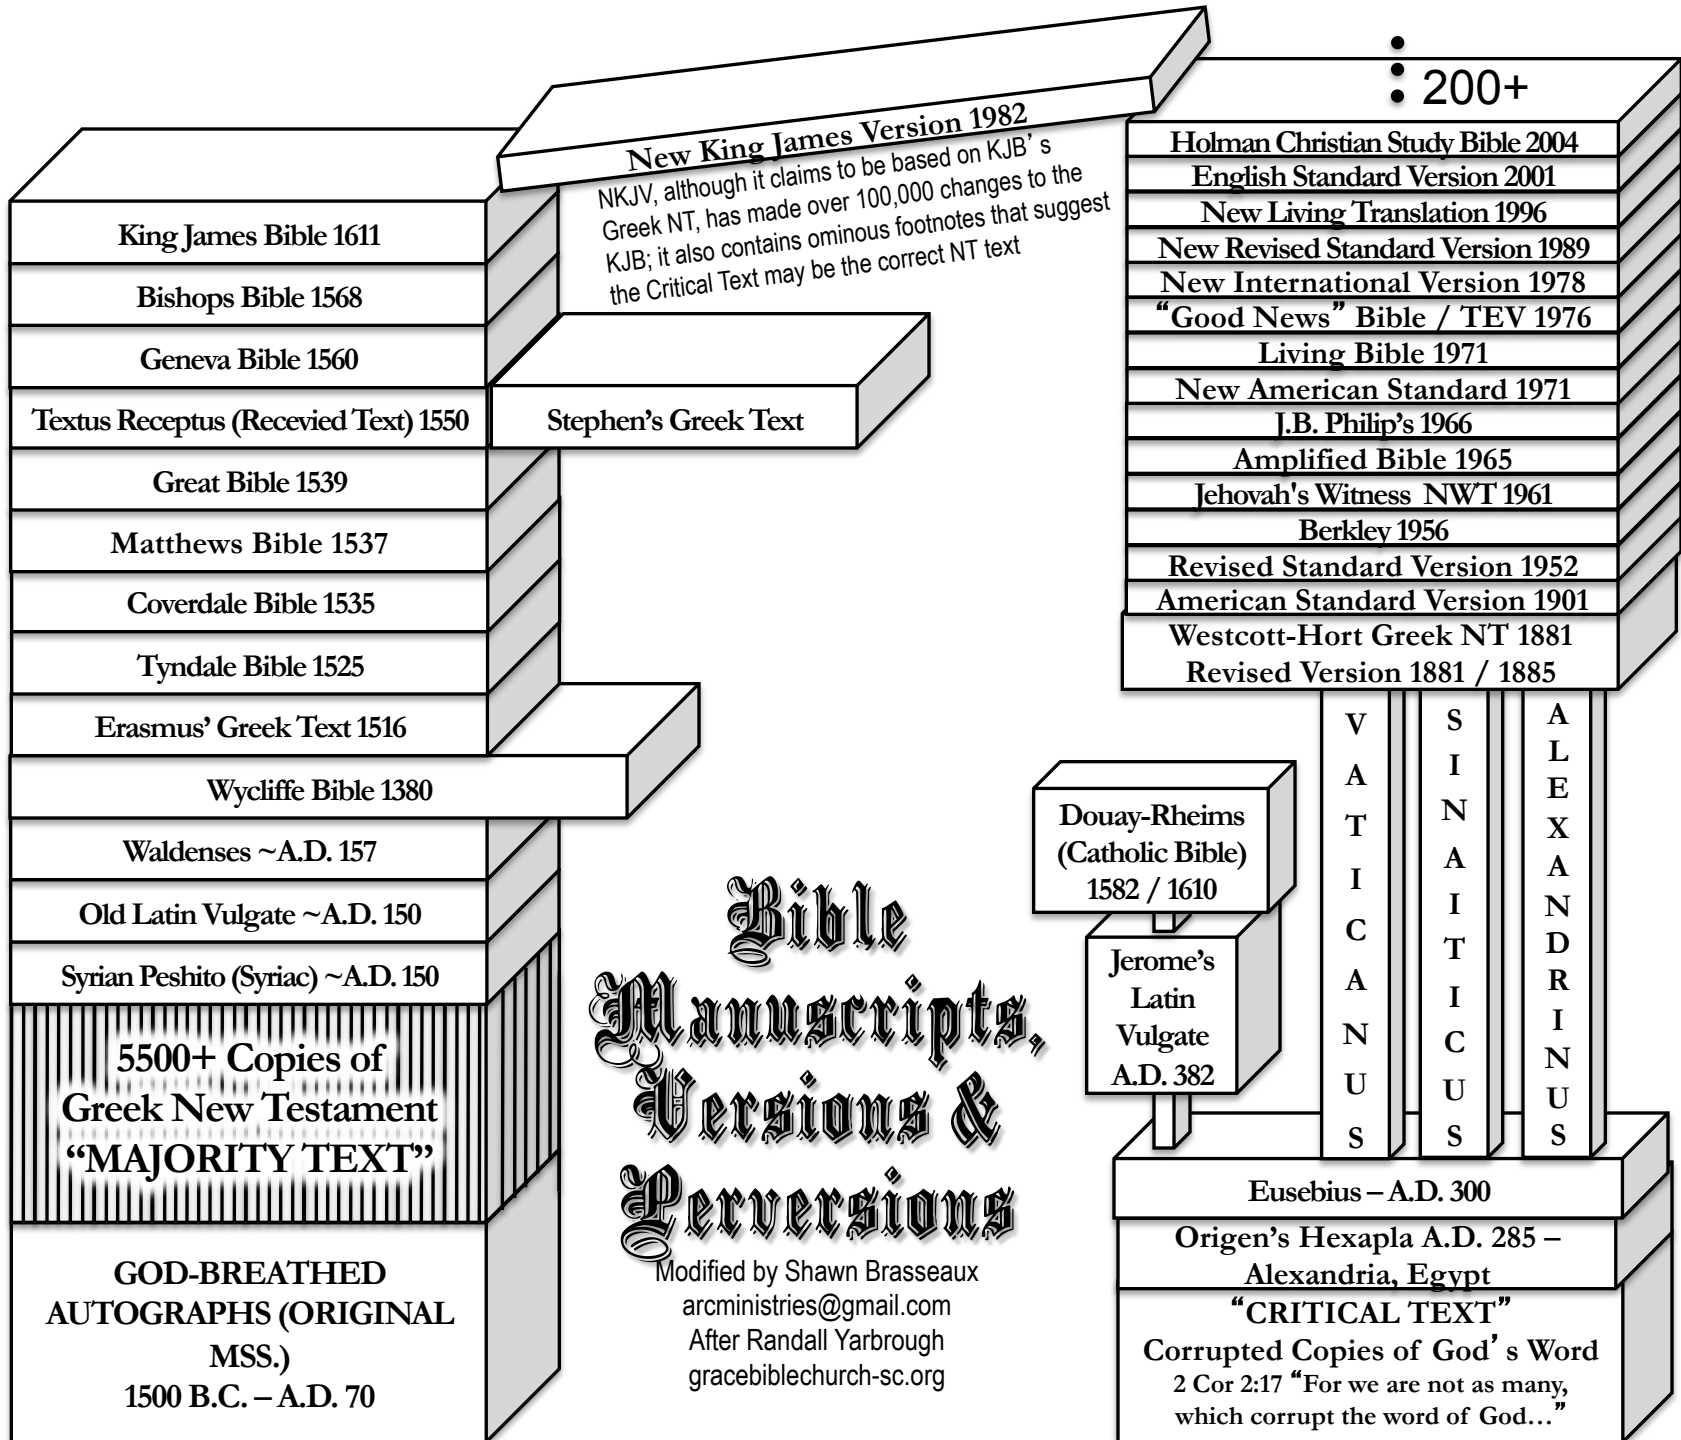 New King James Version 1982
NKJV, although it claims to be based on KJB's
Greek NT, has made over 100,000 changes to the
KJB; it also contains ominous footnotes that suggest
the Critical Text may be the correct NT text
King James Bible 1611
Bishops Bible 1568
Geneva Bible 1560
Textus Receptus (Recevied Text) 1550
Stephen's Greek Text
Great Bible 1539
Matthews Bible 1537
Coverdale Bible 1535
Tyndale Bible 1525
Erasmus' Greek Text 1516
Wycliffe Bible 1380
Waldenses ~A.D. 157
Old Latin Vulgate ~A.D. 150
Syrian Peshito (Syriac) ~A.D. 150
5500+ Copies of
Greek New Testament
“MAJORITY TEXT”
GOD-BREATHED
AUTOGRAPHS (ORIGINAL
MSS.)
1500 B.C. – A.D. 70
Bible
Manuscripts,
Versions &
Perversions
Modified by Shawn Brasseaux
arcministries@gmail.com
After Randall Yarbrough
gracebiblechurch-sc.org
200+
Holman Christian Study Bible 2004
English Standard Version 2001
New Living Translation 1996
New Revised Standard Version 1989
New International Version 1978
“Good News” Bible / TEV 1976
Living Bible 1971
New American Standard 1971
J.B. Philip's 1966
Amplified Bible 1965
Jehovah's Witness NWT 1961
Berkley 1956
Revised Standard Version 1952
American Standard Version 1901
Westcott-Hort Greek NT 1881
Revised Version 1881 / 1885
VATICANUS
SINAITICUS
ALEXANDRINUS
Douay-Rheims
(Catholic Bible)
1582 / 1610
Jerome's
Latin
Vulgate
A.D. 382
Eusebius – A.D. 300
Origen's Hexapla A.D. 285 –
Alexandria, Egypt
“CRITICAL TEXT”
Corrupted Copies of God's Word
2 Cor 2:17 “For we are not as many,
which corrupt the word of God…”